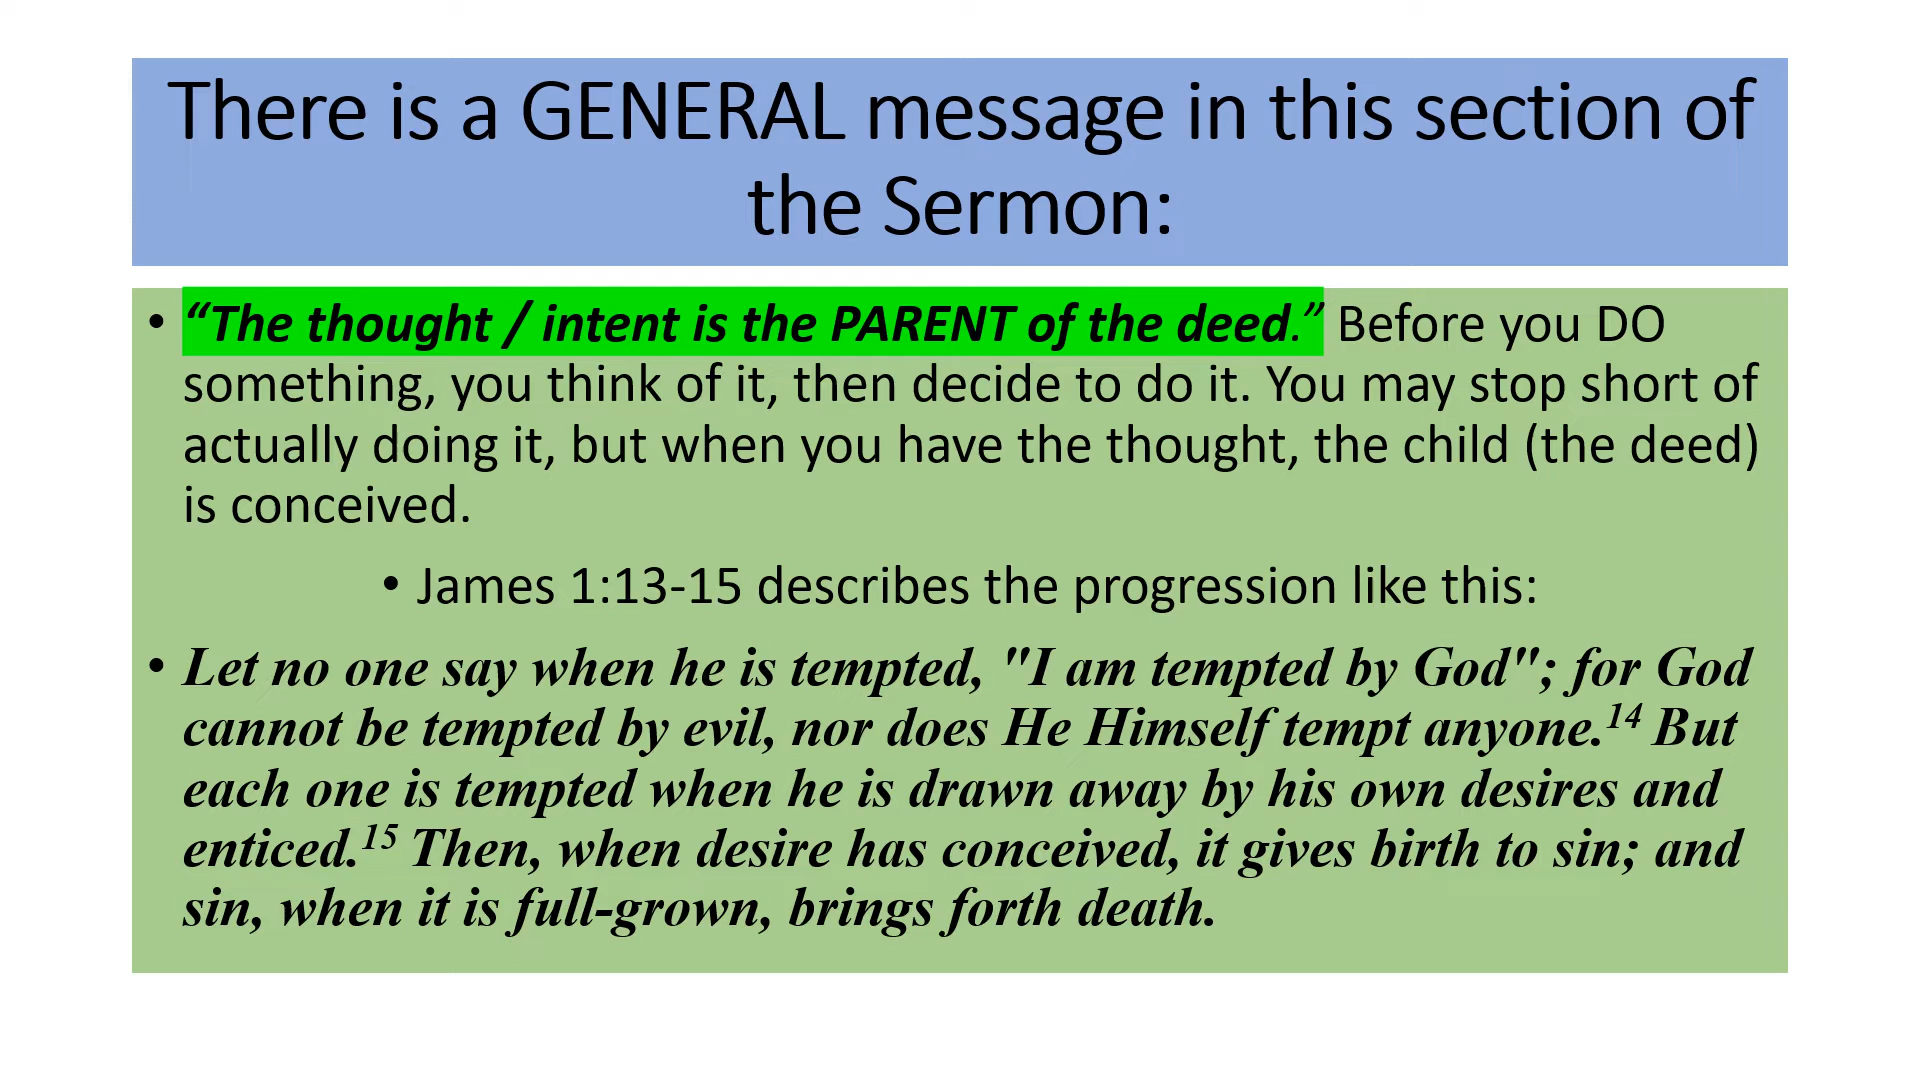 There is a GENERAL message in this section of
the Sermon:
• “The thought / intent is the PARENT of the deed.” Before you DO
something, you think of it, then decide to do it. You may stop short of
actually doing it, but when you have the thought, the child (the deed)
is conceived.
• James 1:13-15 describes the progression like this:
• Let no one say when he is tempted, "I am tempted by God"; for God
cannot be tempted by evil, nor does He Himself tempt anyone.14 But
each one is tempted when he is drawn away by his own desires and
enticed.15 Then, when desire has conceived, it gives birth to sin; and
sin, when it is full-grown, brings forth death.